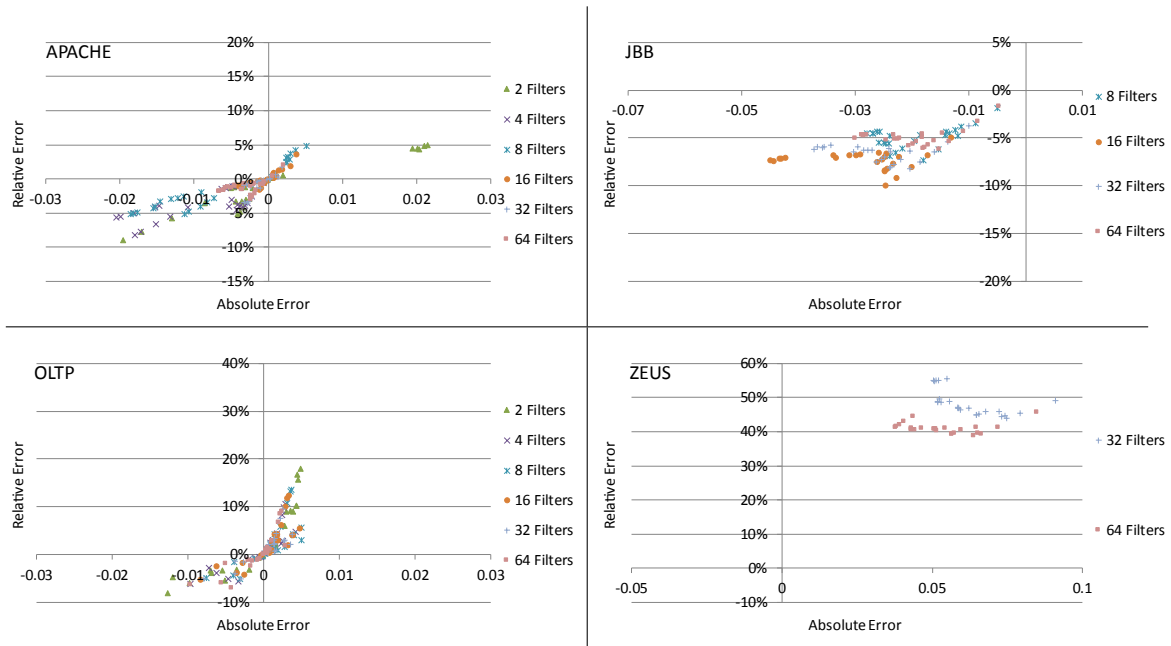 APACHE
20%
15%
10%
5%
0%
-5%
-10%
-15%
-0.03
-0.02
-0.01
0
0.01
0.02
0.03
Relative Error
Absolute Error
2 Filters
4 Filters
8 Filters
16 Filters
32 Filters
64 Filters
JBB
5%
0%
-5%
-10%
-15%
-20%
-0.07
-0.05
-0.03
-0.01
0.01
Relative Error
Absolute Error
8 Filters
16 Filters
32 Filters
64 Filters
OLTP
40%
30%
20%
10%
0%
-10%
-0.03
-0.02
-0.01
0
0.01
0.02
0.03
Relative Error
Absolute Error
2 Filters
4 Filters
8 Filters
16 Filters
32 Filters
64 Filters
ZEUS
60%
50%
40%
30%
20%
10%
0%
-10%
-0.05
0
0.05
0.1
Relative Error
Absolute Error
32 Filters
64 Filters